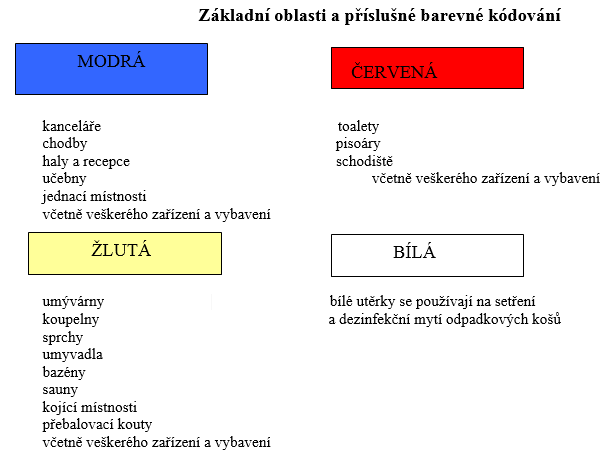 Základní oblasti a příslušné barevné kódování
MODRÁ
kanceláře
chodby
haly a recepce
učebny
jednací místnosti
včetně veškerého zařízení a vybavení
ČERVENÁ
toalety
pisoáry
schodiště
včetně veškerého zařízení a vybavení
ŽLUTÁ
umývárny
koupelny
sprchy
umyvadla
bazény
sauny
kojící místnosti
přebalovací kouty
včetně veškerého zařízení a vybavení
BÍLÁ
bílé utěrky se používají na setření
a dezinfekční mytí odpadkových košů